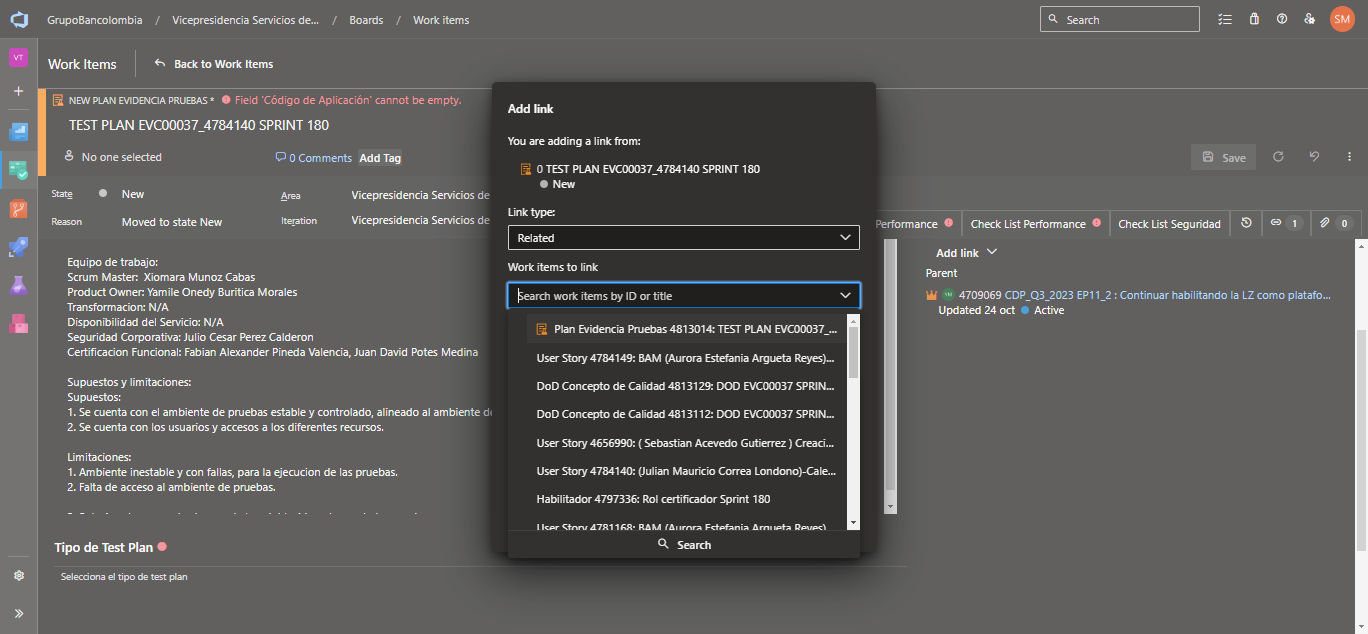 GrupoBancolombia / Vicepresidencia Servicios de... / Boards / Work items
Search
SM
VT
Work Items
Back to Work Items
NEW PLAN EVIDENCIA PRUEBAS * Field 'Código de Aplicación' cannot be empty.
TEST PLAN EVC00037_4784140 SPRINT 180
No one selected
0 Comments
Add Tag
Save
State
New
Area
Vicepresidencia Servicios de
Reason
Moved to state New
Iteration
Vicepresidencia Servicios de
Performance
Check List Performance
Check List Seguridad
1
0
Equipo de trabajo:
Scrum Master: Xiomara Munoz Cabas
Product Owner: Yamile Onedy Buritica Morales
Transformacion: N/A
Disponibilidad del Servicio: N/A
Seguridad Corporativa: Julio Cesar Perez Calderon
Certificacion Funcional: Fabian Alexander Pineda Valencia, Juan David Potes Medina
Supuestos y limitaciones:
Supuestos:
1. Se cuenta con el ambiente de pruebas estable y controlado, alineado al ambiente de
2. Se cuenta con los usuarios y accesos a los diferentes recursos.
Limitaciones:
1. Ambiente inestable y con fallas, para la ejecucion de las pruebas.
2. Falta de acceso al ambiente de pruebas.
Tipo de Test Plan
Selecciona el tipo de test plan
Add link
You are adding a link from:
0 TEST PLAN EVC00037_4784140 SPRINT 180
New
Link type:
Related
Work items to link
Search work items by ID or title
Plan Evidencia Pruebas 4813014: TEST PLAN EVC00037_...
User Story 4784149: BAM (Aurora Estefania Argueta Reyes)...
DoD Concepto de Calidad 4813129: DOD EVC00037 SPRIN...
DoD Concepto de Calidad 4813112: DOD EVC00037 SPRIN...
User Story 4656990: ( Sebastian Acevedo Gutierrez ) Creaci...
User Story 4784140: (Julian Mauricio Correa Londono)-Cale...
Habilitador 4797336: Rol certificador Sprint 180
User Story 4781168: BAM (Aurora Estefania Argueta Reyes)
Search
Add link
Parent
4709069 CDP_Q3_2023 EP11_2 : Continuar habilitando la LZ como platafo...
Updated 24 oct Active